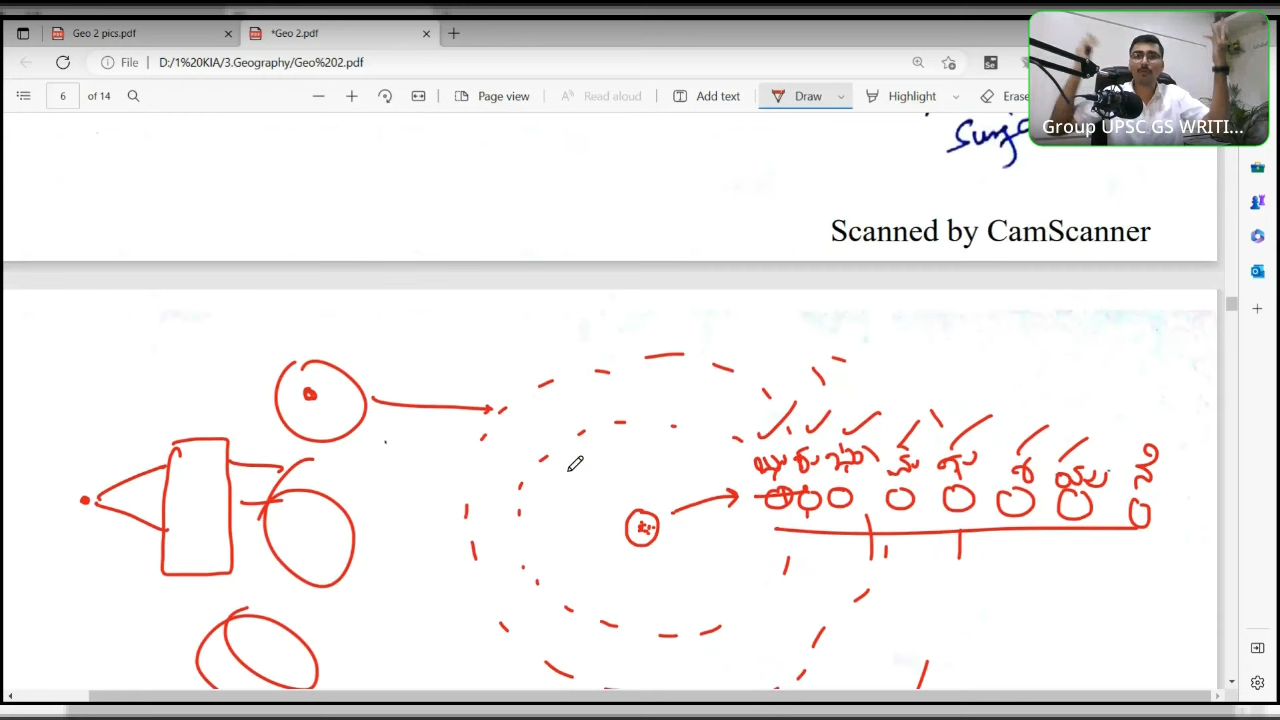 Geo 2 pics.pdf
*Geo 2.pdf
File
D:/1%20KIA/3.Geography/Geo%202.pdf
6 of 14
Page view
Read aloud
Add text
Draw
Highlight
Erase
Group UPSC GS WRITI...
Scanned by CamScanner
ಬು ಶು ಭೂ ಮ ಗು ಶ ಯು ನೆ